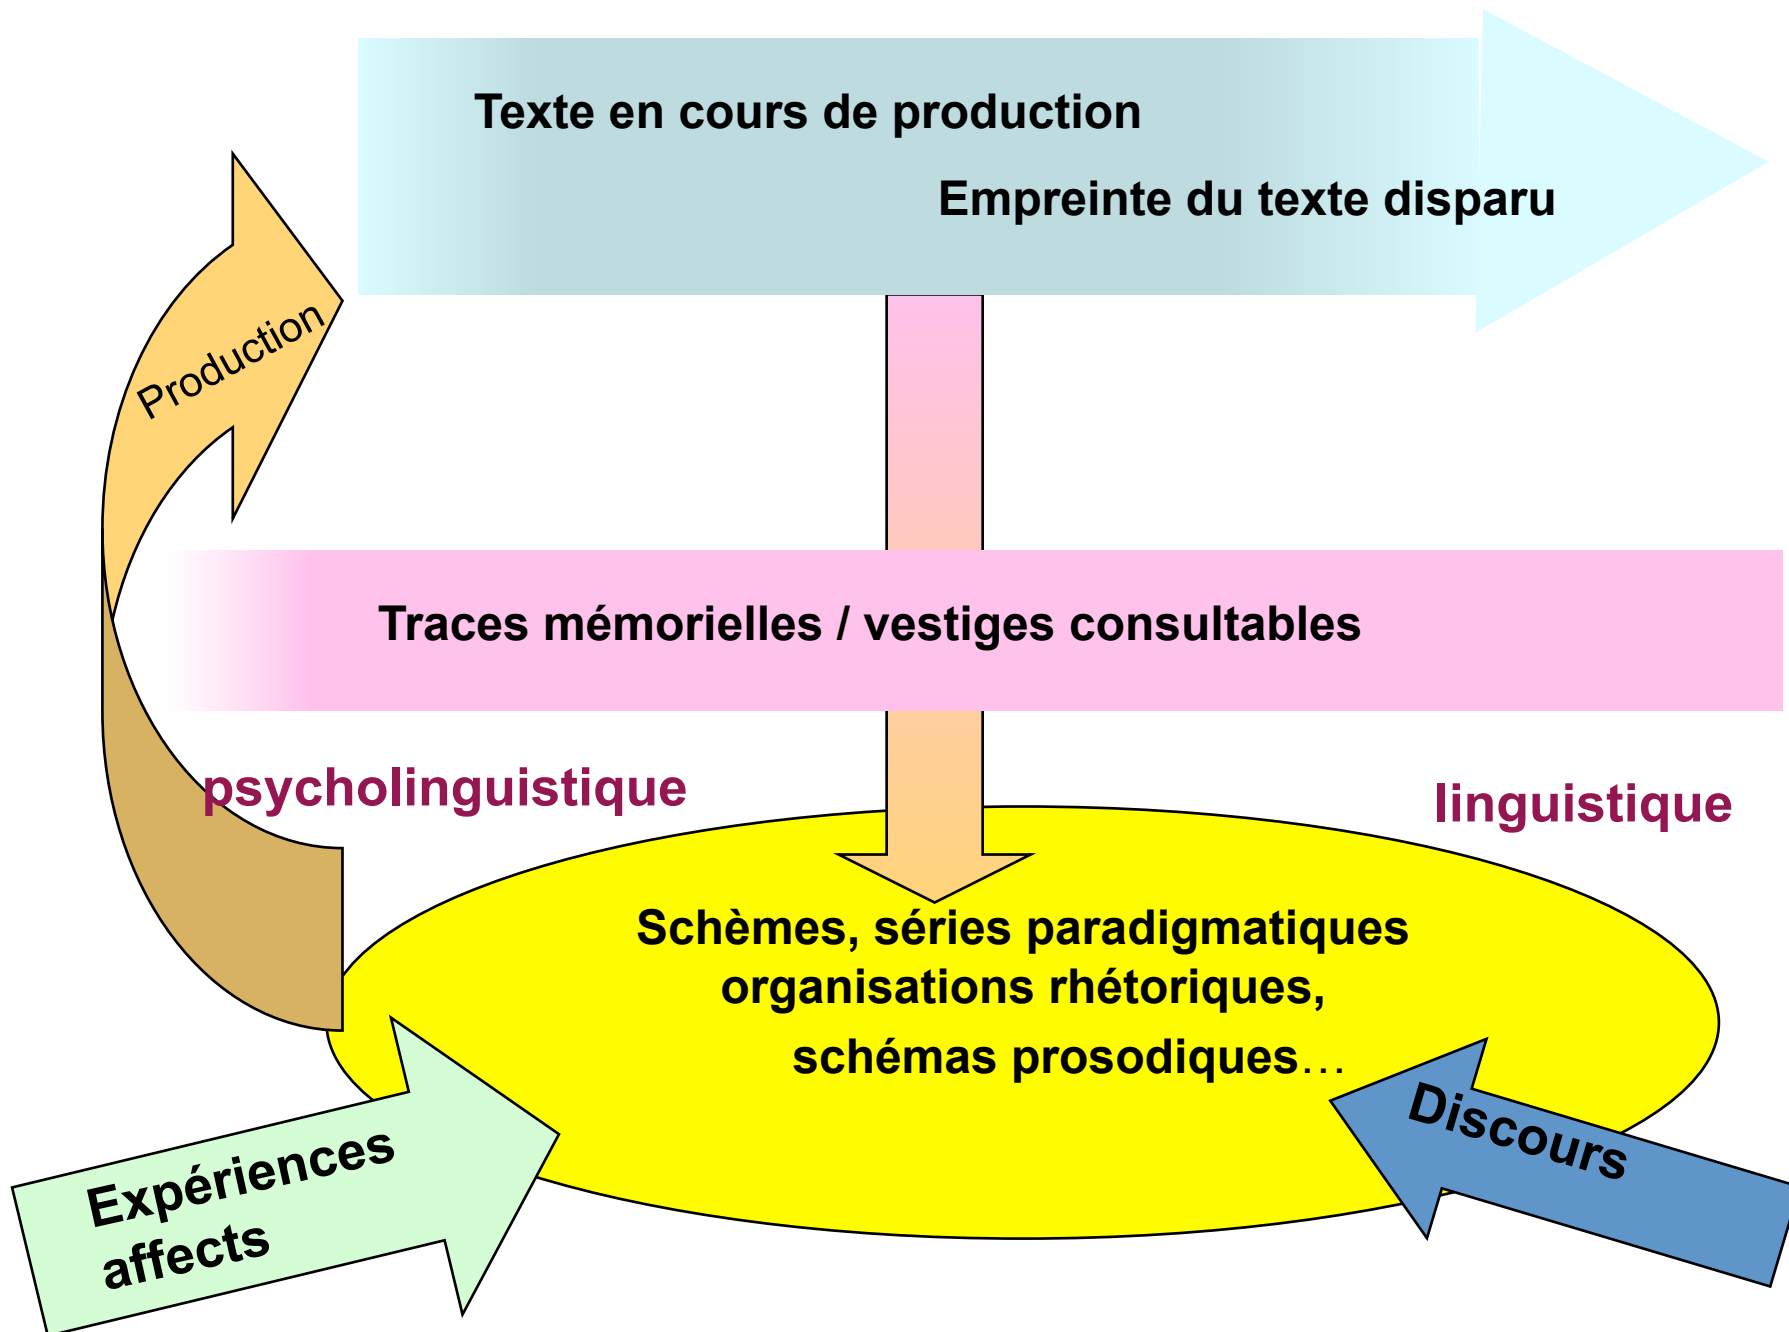 Texte en cours de production
Empreinte du texte disparu
Production
Traces mémorielles / vestiges consultables
psycholinguistique
linguistique
Schèmes, séries paradigmatiques
organisations rhétoriques,
schémas prosodiques…
Discours
Expériences
affects